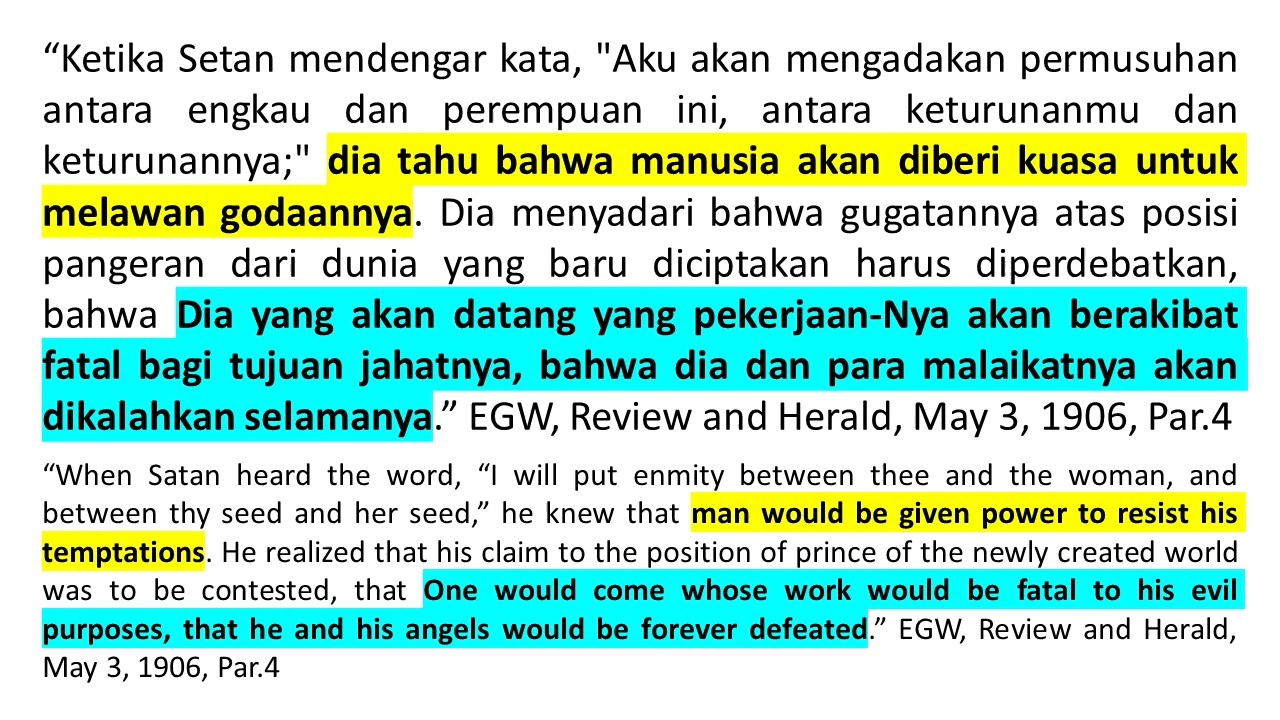 “Ketika Setan mendengar kata, "Aku akan mengadakan permusuhan
antara engkau dan perempuan ini, antara keturunanmu dan
keturunannya;" dia tahu bahwa manusia akan diberi kuasa untuk
melawan godaannya. Dia menyadari bahwa gugatannya atas posisi
pangeran dari dunia yang baru diciptakan harus diperdebatkan,
bahwa Dia yang akan datang yang pekerjaan-Nya akan berakibat
fatal bagi tujuan jahatnya, bahwa dia dan para malaikatnya akan
dikalahkan selamanya.” EGW, Review and Herald, May 3, 1906, Par.4
“When Satan heard the word, “I will put enmity between thee and the woman, and
between thy seed and her seed,” he knew that man would be given power to resist his
temptations. He realized that his claim to the position of prince of the newly created world
was to be contested, that One would come whose work would be fatal to his evil
purposes, that he and his angels would be forever defeated.” EGW, Review and Herald,
May 3, 1906, Par.4